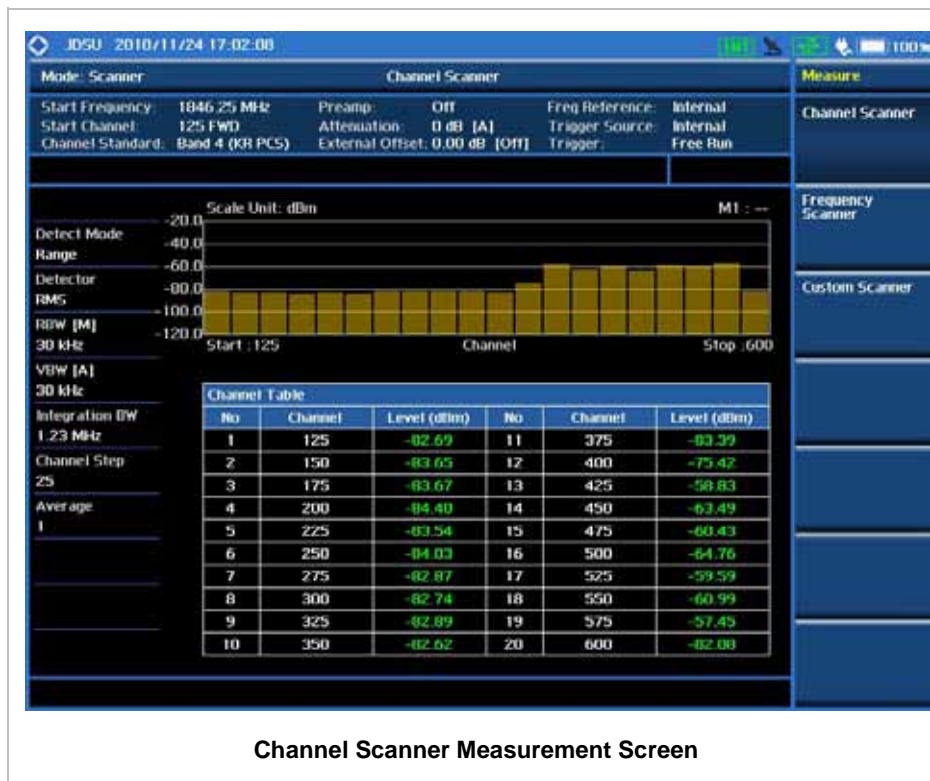 JDSU 2010/11/24 17:02:08 100%
Mode: Scanner Channel Scanner Measure
Start Frequency: 1846.25 MHz Preamp: Off Freq Reference: Internal
Start Channel: 125 FWD Attenuation: 0 dB [A] Trigger Source: Internal
Channel Standard: Band 4 (KR PCS) External Offset: 0.00 dB [Off] Trigger: Free Run
Channel Scanner
Frequency
Scanner
Custom Scanner
Detect Mode
Range
Detector
RMS
RBW [M]
30 kHz
VBW [A]
30 kHz
Integration BW
1.23 MHz
Channel Step
25
Average
1
Scale Unit: dBm M1 : --
-20.0
-40.0
-60.0
-80.0
-100.0
-120.0
Start :125 Channel Stop :600
Channel Table
No Channel Level (dBm) No Channel Level (dBm)
1 125 -82.69 11 375 -83.39
2 150 -83.65 12 400 -75.42
3 175 -83.67 13 425 -58.83
4 200 -84.40 14 450 -63.49
5 225 -83.54 15 475 -60.43
6 250 -84.03 16 500 -64.76
7 275 -82.87 17 525 -59.59
8 300 -82.74 18 550 -60.99
9 325 -82.89 19 575 -57.45
10 350 -82.62 20 600 -82.08
Channel Scanner Measurement Screen